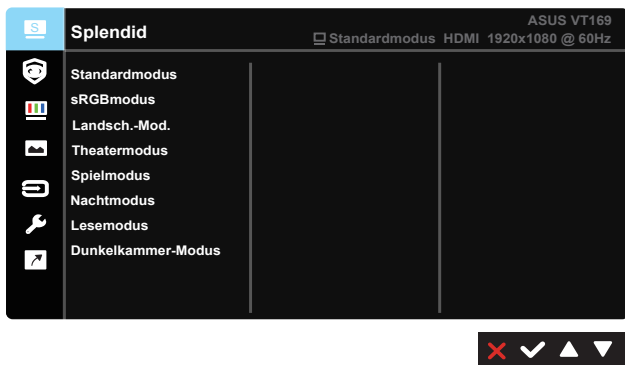 S
Splendid
ASUS VT169
Standardmodus HDMI 1920x1080 @ 60Hz
Standardmodus
sRGBmodus
Landsch.-Mod.
Theatermodus
Spielmodus
Nachtmodus
Lesemodus
Dunkelkammer-Modus